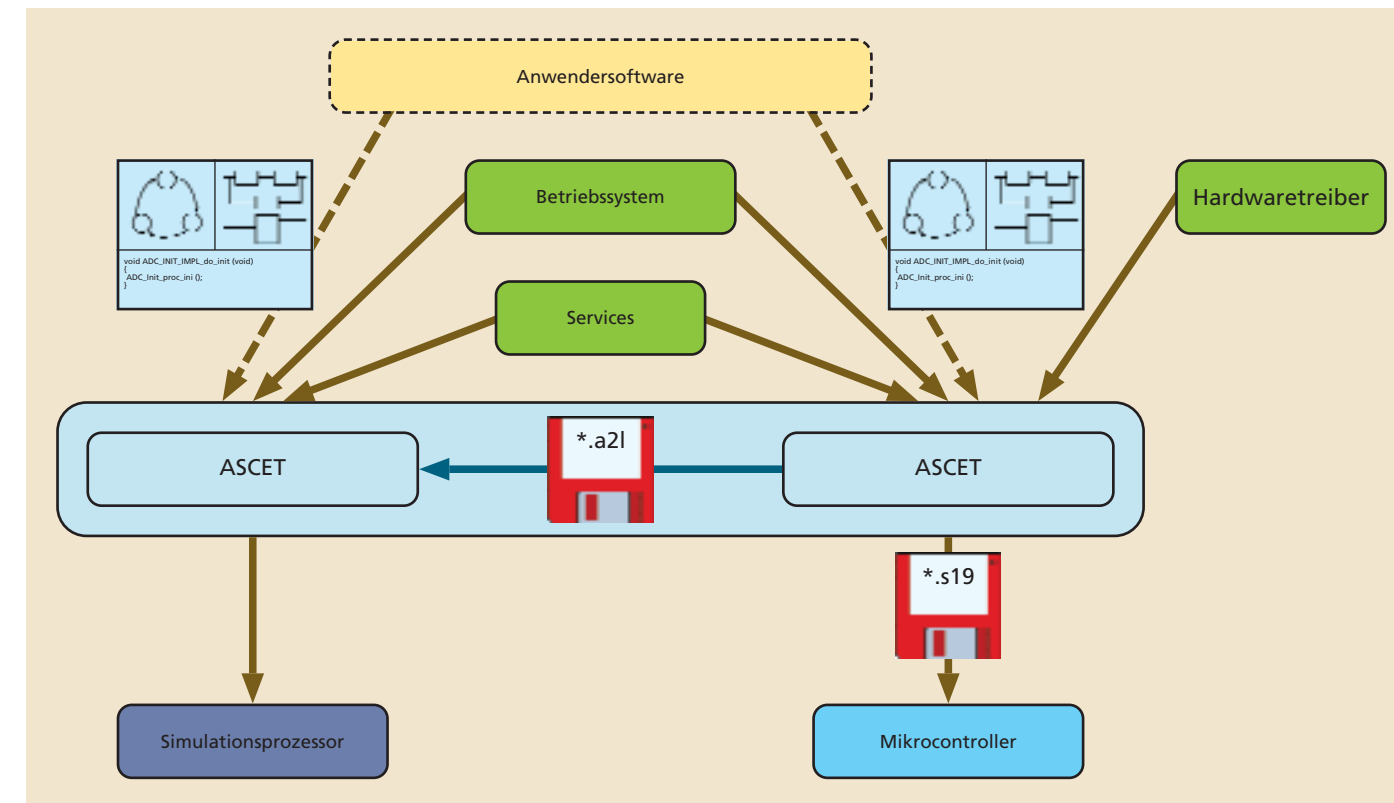 Anwendersoftware
Betriebssystem
Hardwaretreiber
void ADC_INIT_IMPL_do_init (void)
{
ADC_Init_proc_ini ();
}
void ADC_INIT_IMPL_do_init (void)
{
ADC_Init_proc_ini ();
}
Services
*.a2l
ASCET
ASCET
*.s19
Simulationsprozessor
Mikrocontroller